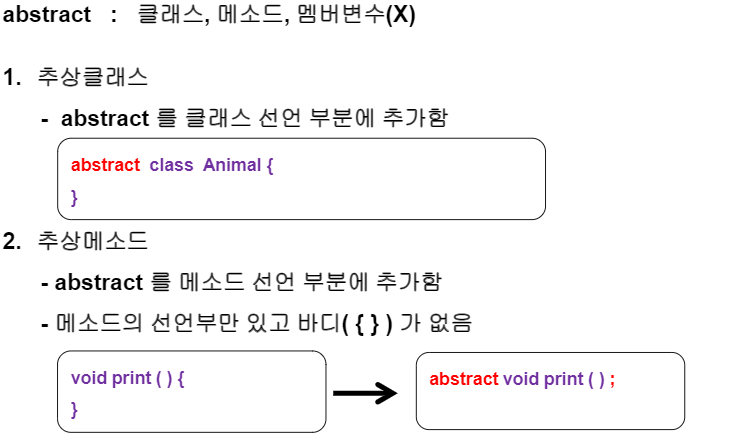 abstract : 클래스, 메소드, 멤버변수(X)
1. 추상클래스
- abstract 를 클래스 선언 부분에 추가함
abstract class Animal {
}
2. 추상메소드
- abstract 를 메소드 선언 부분에 추가함
- 메소드의 선언부만 있고 바디( { } ) 가 없음
void print ( ) {
}
abstract void print ( ) ;